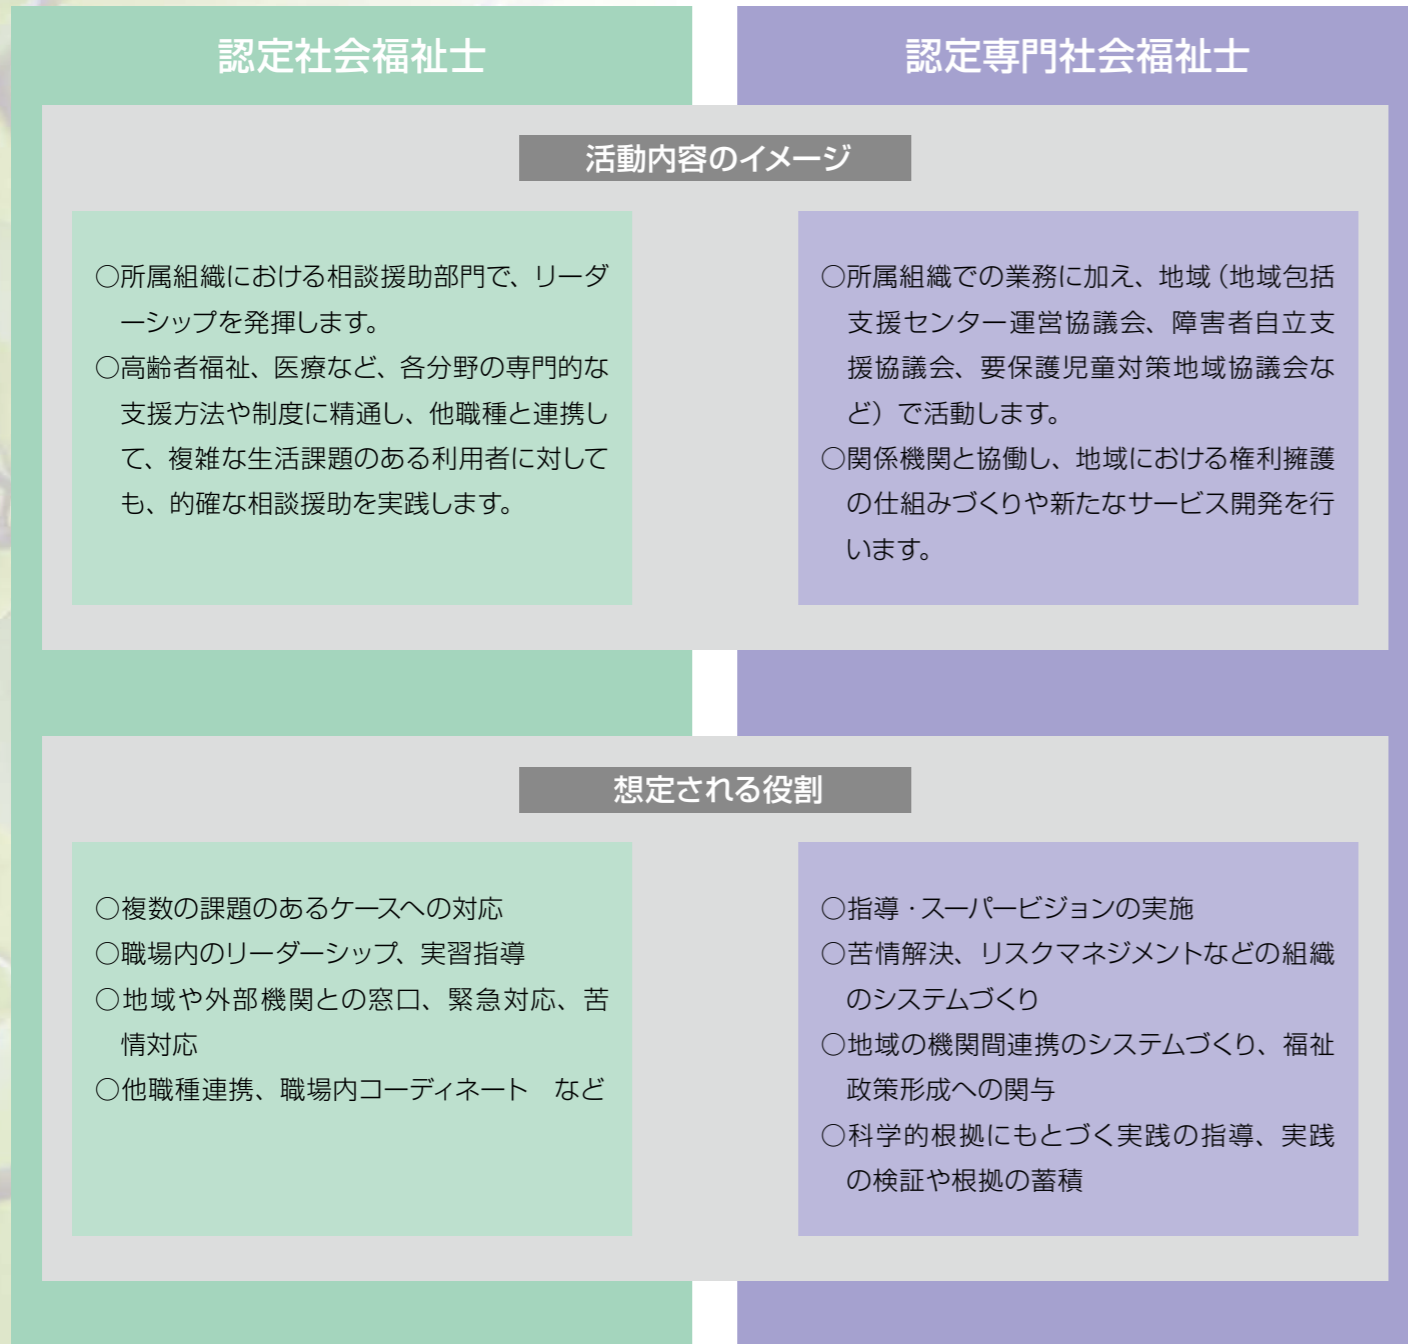 認定社会福祉士
認定専門社会福祉士
活動内容のイメージ
○所属組織における相談援助部門で、リーダ
ーシップを発揮します。
○高齢者福祉、医療など、各分野の専門的な
支援方法や制度に精通し、他職種と連携し
て、複雑な生活課題のある利用者に対して
も、的確な相談援助を実践します。
○所属組織での業務に加え、地域（地域包括
支援センター運営協議会、障害者自立支
援協議会、要保護児童対策地域協議会な
ど）で活動します。
○関係機関と協働し、地域における権利擁護
の仕組みづくりや新たなサービス開発を行
います。
想定される役割
○複数の課題のあるケースへの対応
○職場内のリーダーシップ、実習指導
○地域や外部機関との窓口、緊急対応、苦
情対応
○他職種連携、職場内コーディネート　など
○指導・スーパービジョンの実施
○苦情解決、リスクマネジメントなどの組織
のシステムづくり
○地域の機関間連携のシステムづくり、福祉
政策形成への関与
○科学的根拠にもとづく実践の指導、実践
の検証や根拠の蓄積